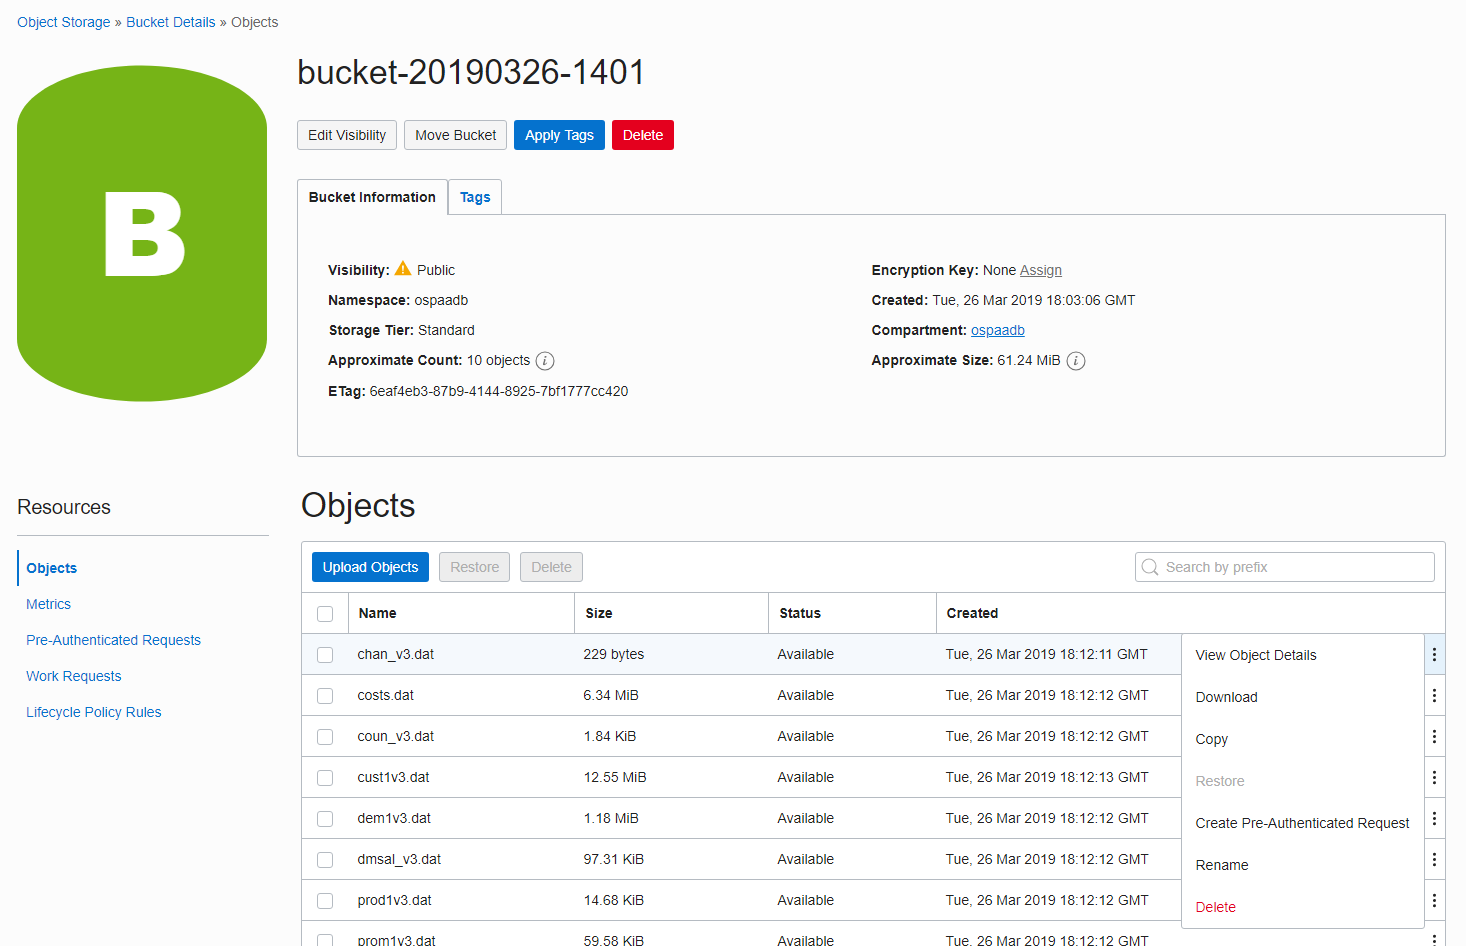 Object Storage » Bucket Details » Objects
B
bucket-20190326-1401
Edit Visibility Move Bucket Apply Tags Delete
Bucket Information Tags
Visibility: Public
Namespace: ospaadb
Storage Tier: Standard
Approximate Count: 10 objects i
ETag: 6eaf4eb3-87b9-4144-8925-7bf1777cc420
Encryption Key: None Assign
Created: Tue, 26 Mar 2019 18:03:06 GMT
Compartment: ospaadb
Approximate Size: 61.24 MiB i
Resources
Objects
Metrics
Pre-Authenticated Requests
Work Requests
Lifecycle Policy Rules
Objects
Upload Objects Restore Delete Search by prefix
Name Size Status Created
chan_v3.dat 229 bytes Available Tue, 26 Mar 2019 18:12:11 GMT
costs.dat 6.34 MiB Available Tue, 26 Mar 2019 18:12:12 GMT
coun_v3.dat 1.84 KiB Available Tue, 26 Mar 2019 18:12:12 GMT
cust1v3.dat 12.55 MiB Available Tue, 26 Mar 2019 18:12:13 GMT
dem1v3.dat 1.18 MiB Available Tue, 26 Mar 2019 18:12:12 GMT
dmsal_v3.dat 97.31 KiB Available Tue, 26 Mar 2019 18:12:12 GMT
prod1v3.dat 14.68 KiB Available Tue, 26 Mar 2019 18:12:12 GMT
prom1v3.dat 59.58 KiB Available Tue, 26 Mar 2019 18:12:12 GMT
View Object Details
Download
Copy
Restore
Create Pre-Authenticated Request
Rename
Delete